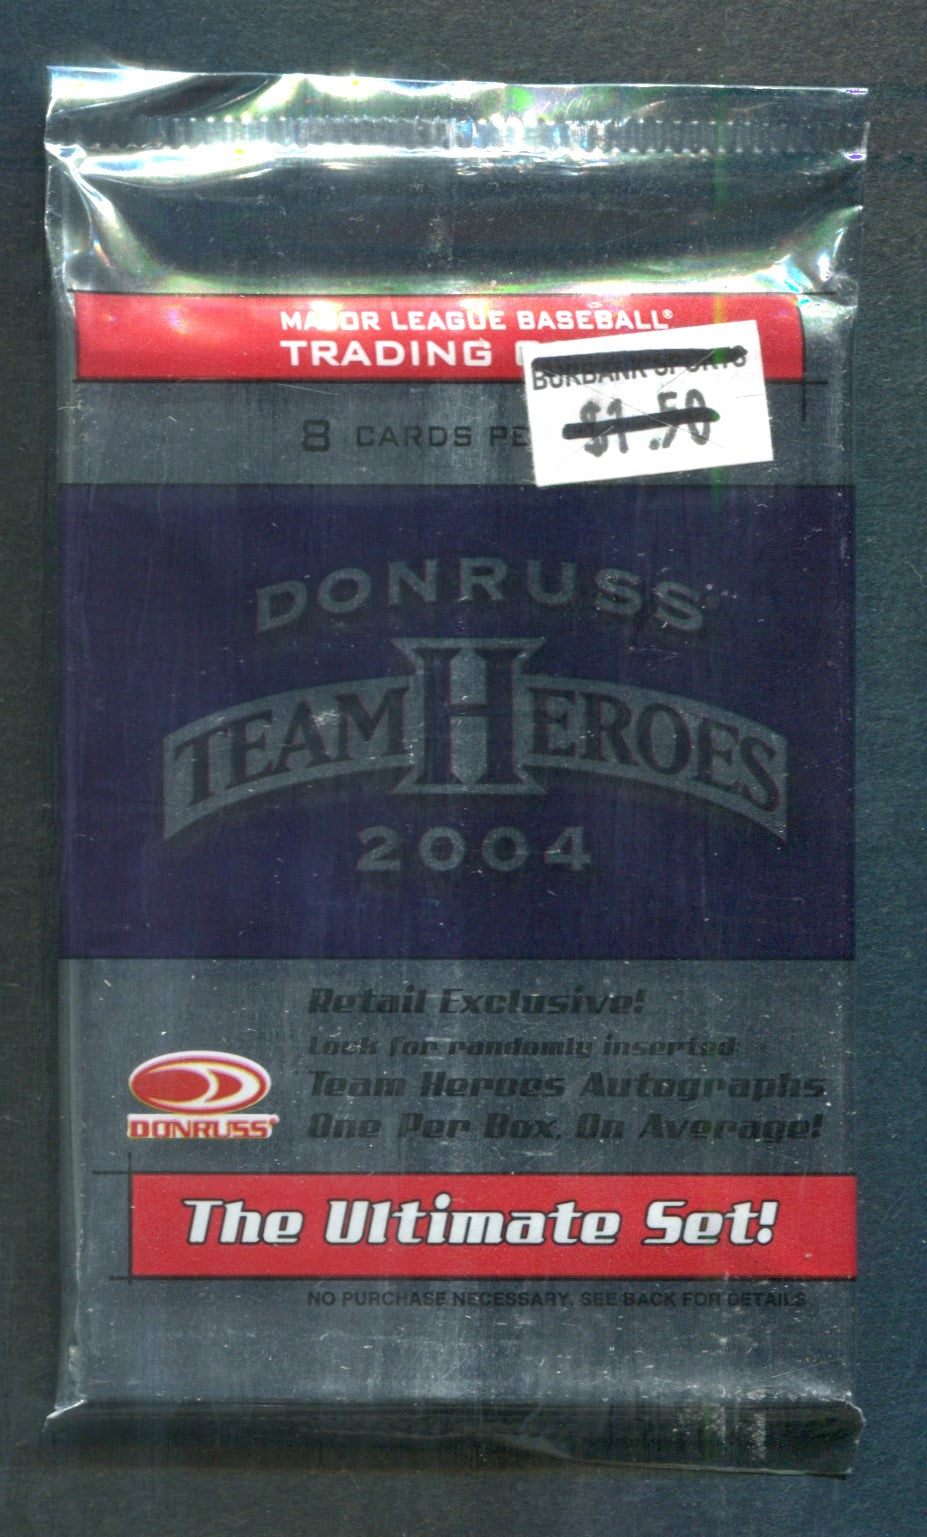 MAJOR LEAGUE BASEBALL®
TRADING
BURBANK SPORTS
$1.50
8 CARDS PE
DONRUSS®
TEAM HEROES
2004
Retail Exclusive!
Look for randomly inserted
Team Heroes Autographs
One Per Box, On Average!
DONRUSS®
The Ultimate Set!
NO PURCHASE NECESSARY. SEE BACK FOR DETAILS